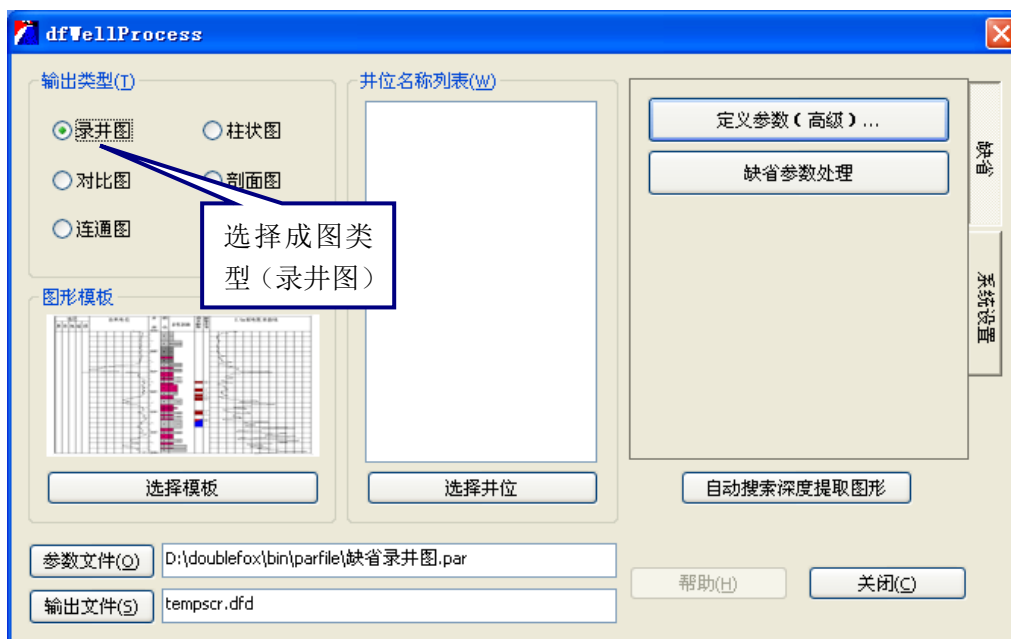 dfWellProcess
输出类型(T)
录井图
柱状图
对比图
剖面图
连通图
选择成图类
型（录井图）
图形模板
选择模板
井位名称列表(W)
选择井位
定义参数（高级）...
缺省参数处理
缺省
系统设置
自动搜索深度提取图形
参数文件(O)
D:\doublefox\bin\parfile\缺省录井图.par
输出文件(S)
tempscr.dfd
帮助(H)
关闭(C)